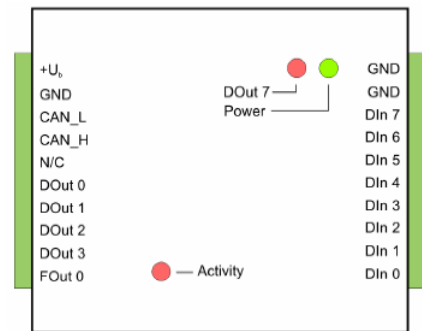 +Ub
GND
CAN_L
CAN_H
N/C
DOut 0
DOut 1
DOut 2
DOut 3
FOut 0
DOut 7
Power
Activity
GND
GND
DIn 7
DIn 6
DIn 5
DIn 4
DIn 3
DIn 2
DIn 1
DIn 0